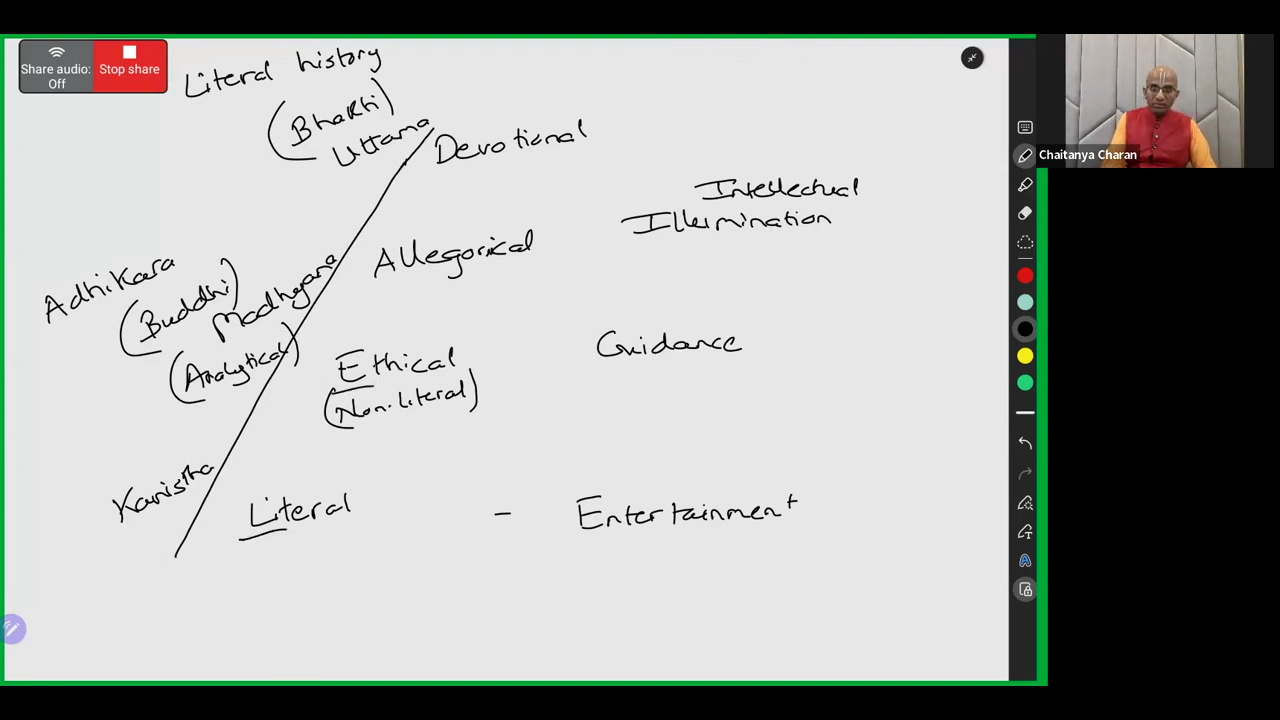 Share audio:
Off
Stop share
Literal history
(Bhakti)
Uttama
Devotional
Intellectual
Illumination
Allegorical
Adhikara
(Buddhi)
Madhyama
(Analytical)
Ethical
(Non-literal)
Guidance
Kanistha
Literal - Entertainment
Chaitanya Charan